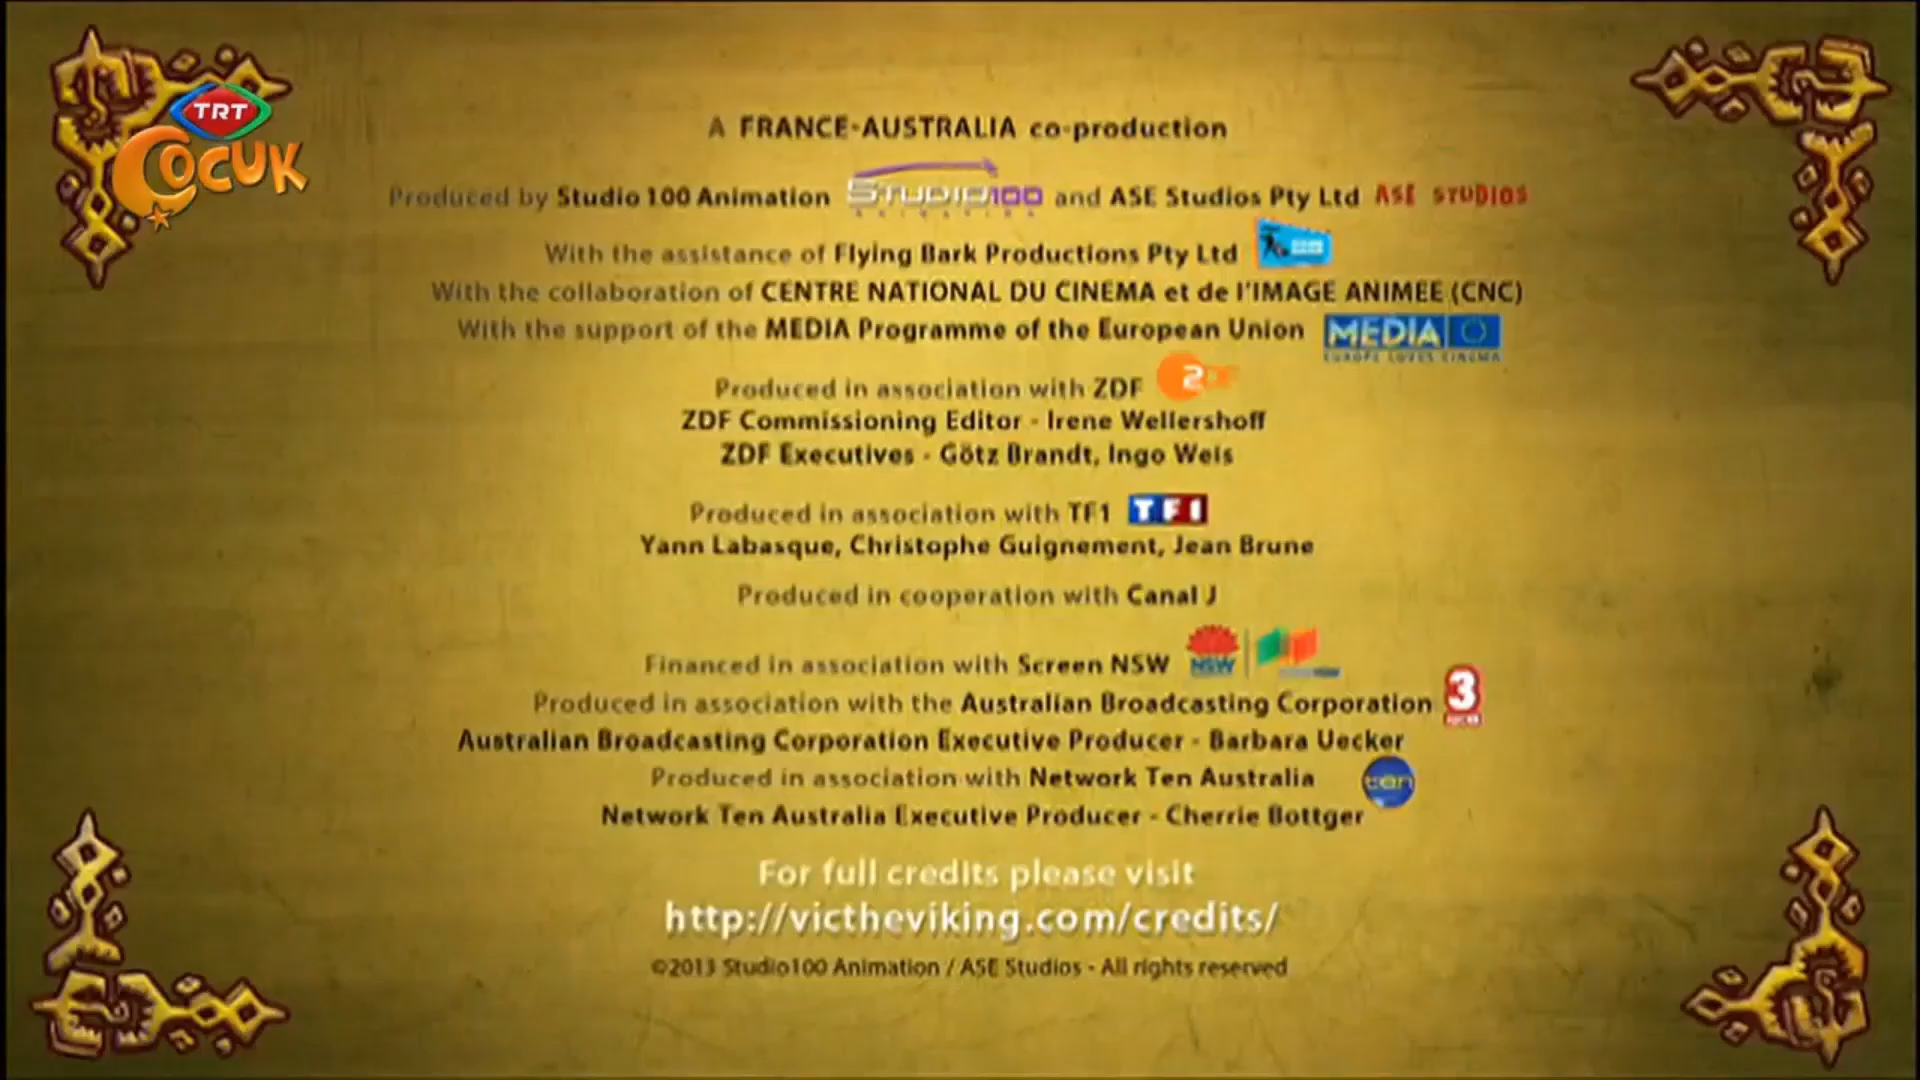 TRT
ÇOCUK
A FRANCE-AUSTRALIA co-production
Produced by Studio 100 Animation STUDIO100 ANIMATION and ASE Studios Pty Ltd ASE STUDIOS
With the assistance of Flying Bark Productions Pty Ltd
With the collaboration of CENTRE NATIONAL DU CINEMA et de l'IMAGE ANIMEE (CNC)
With the support of the MEDIA Programme of the European Union MEDIA
EUROPE LOVES CINEMA
Produced in association with ZDF 2DF
ZDF Commissioning Editor - Irene Wellershoff
ZDF Executives - Götz Brandt, Ingo Weis
Produced in association with TF1 TF1
Yann Labasque, Christophe Guignement, Jean Brune
Produced in cooperation with Canal J
Financed in association with Screen NSW NSW
Produced in association with the Australian Broadcasting Corporation 3
Australian Broadcasting Corporation Executive Producer - Barbara Uecker
Produced in association with Network Ten Australia ten
Network Ten Australia Executive Producer - Cherrie Bottger
For full credits please visit
http://victheviking.com/credits/
©2013 Studio100 Animation / ASE Studios - All rights reserved